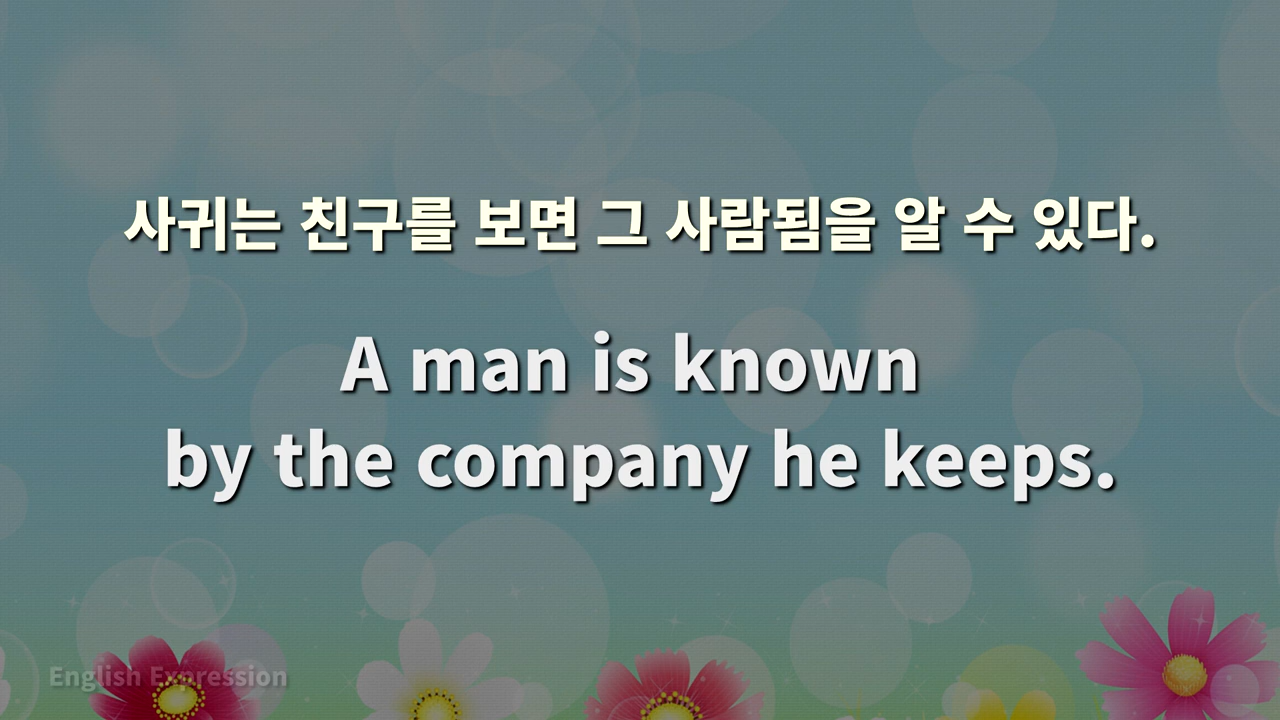 사귀는 친구를 보면 그 사람됨을 알 수 있다.
A man is known
by the company he keeps.
English Expression